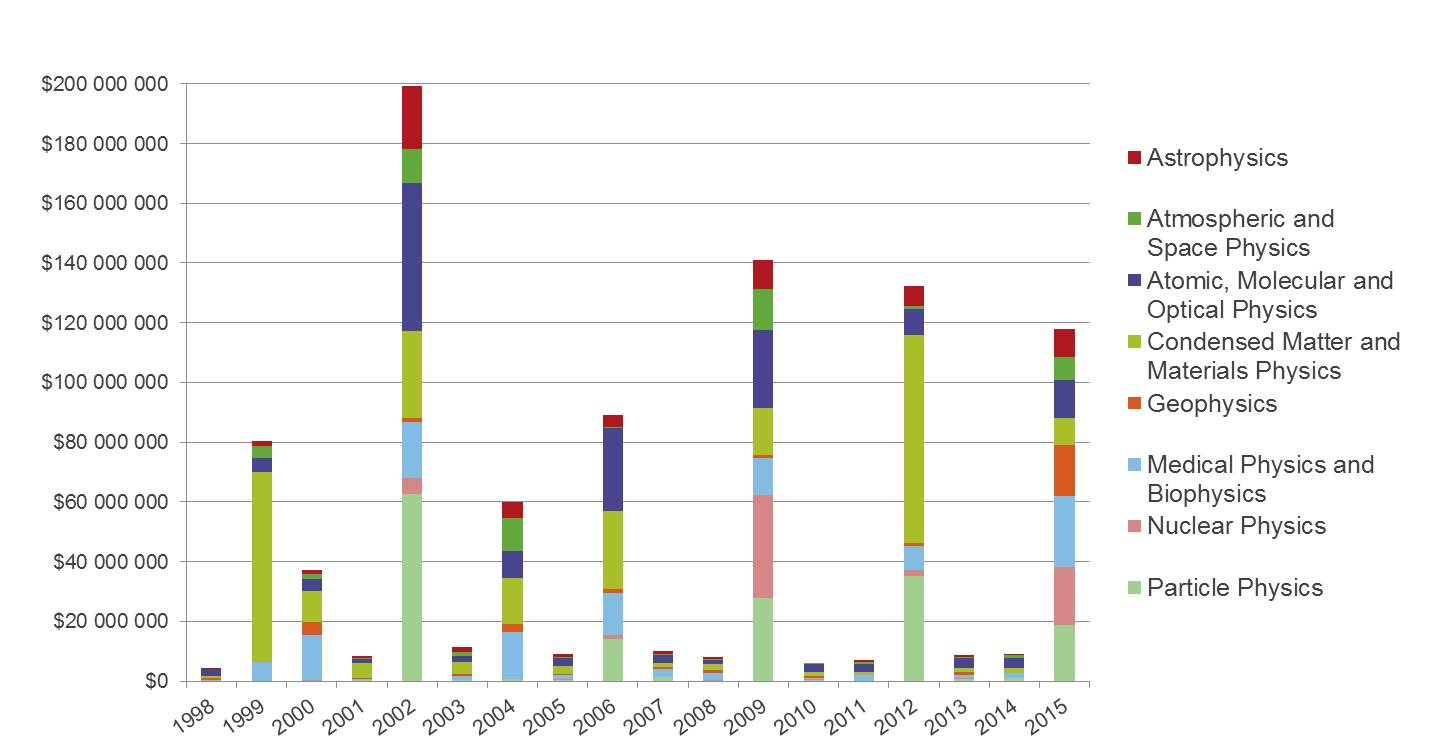 $200 000 000
$180 000 000
$160 000 000
$140 000 000
$120 000 000
$100 000 000
$80 000 000
$60 000 000
$40 000 000
$20 000 000
$0
1998
1999
2000
2001
2002
2003
2004
2005
2006
2007
2008
2009
2010
2011
2012
2013
2014
2015
Astrophysics
Atmospheric and
Space Physics
Atomic, Molecular and
Optical Physics
Condensed Matter and
Materials Physics
Geophysics
Medical Physics and
Biophysics
Nuclear Physics
Particle Physics